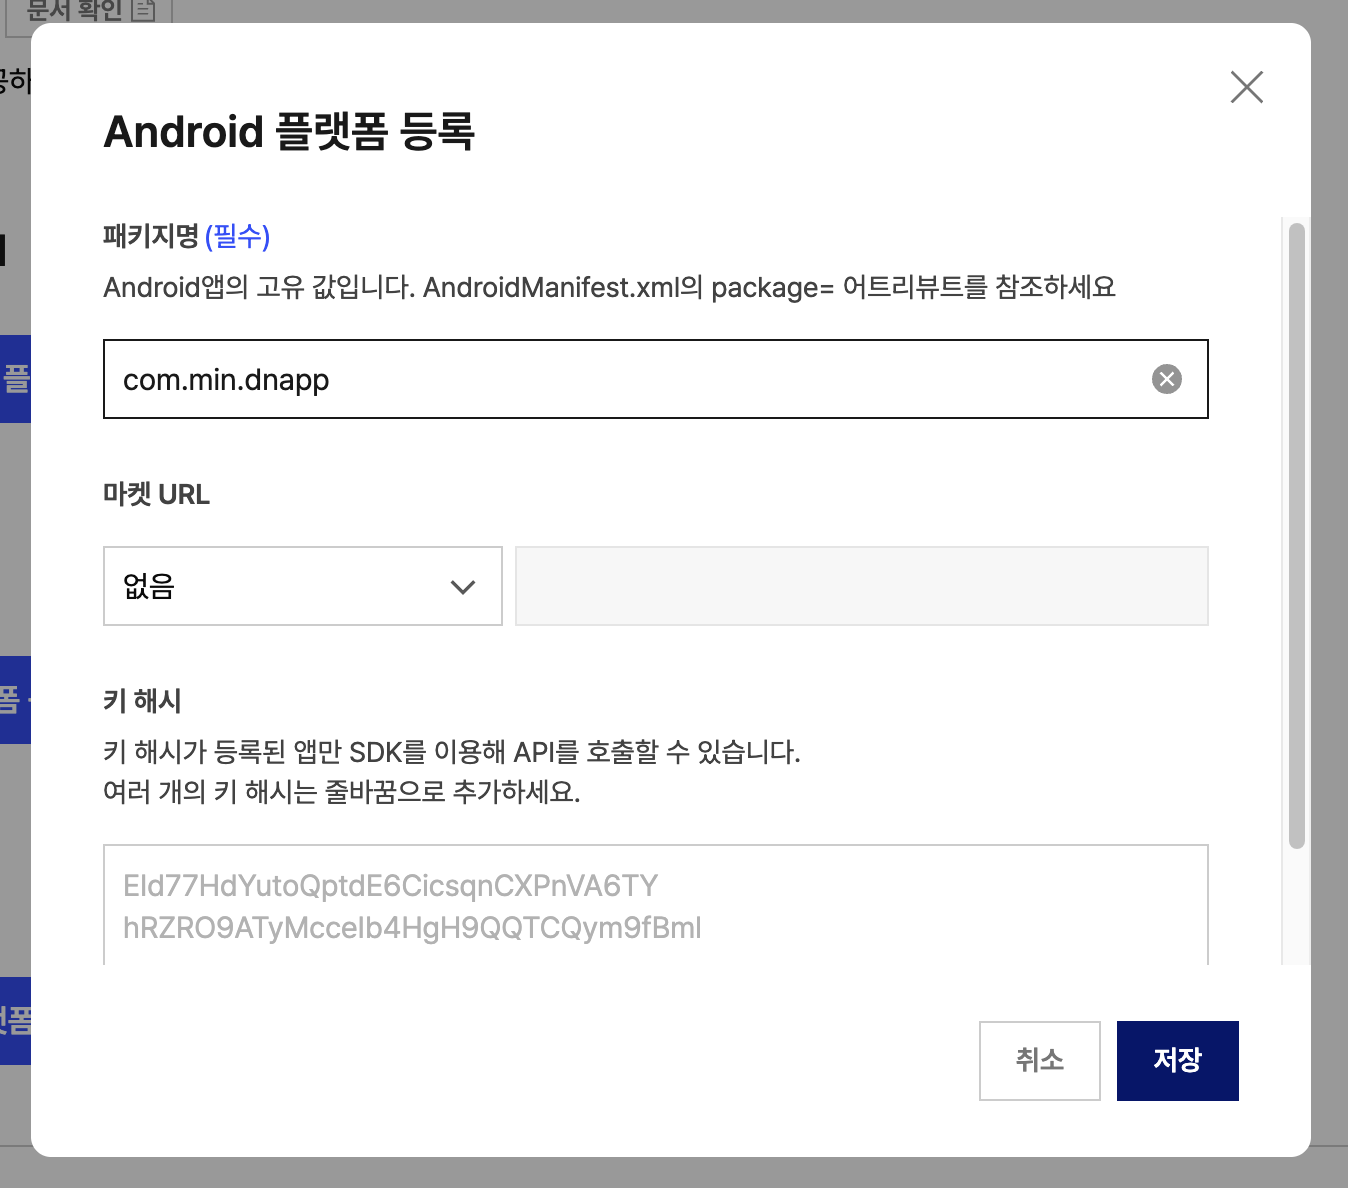 문서 확인
공하
Android 플랫폼 등록
패키지명 (필수)
Android앱의 고유 값입니다. AndroidManifest.xml의 package= 어트리뷰트를 참조하세요
플
com.min.dnapp
마켓 URL
없음
폼
키 해시
키 해시가 등록된 앱만 SDK를 이용해 API를 호출할 수 있습니다.
여러 개의 키 해시는 줄바꿈으로 추가하세요.
EId77HdYutoQptdE6CicsqnCXPnVA6TY
hRZRO9ATyMcceIb4HgH9QQTCQym9fBmI
폼
취소
저장